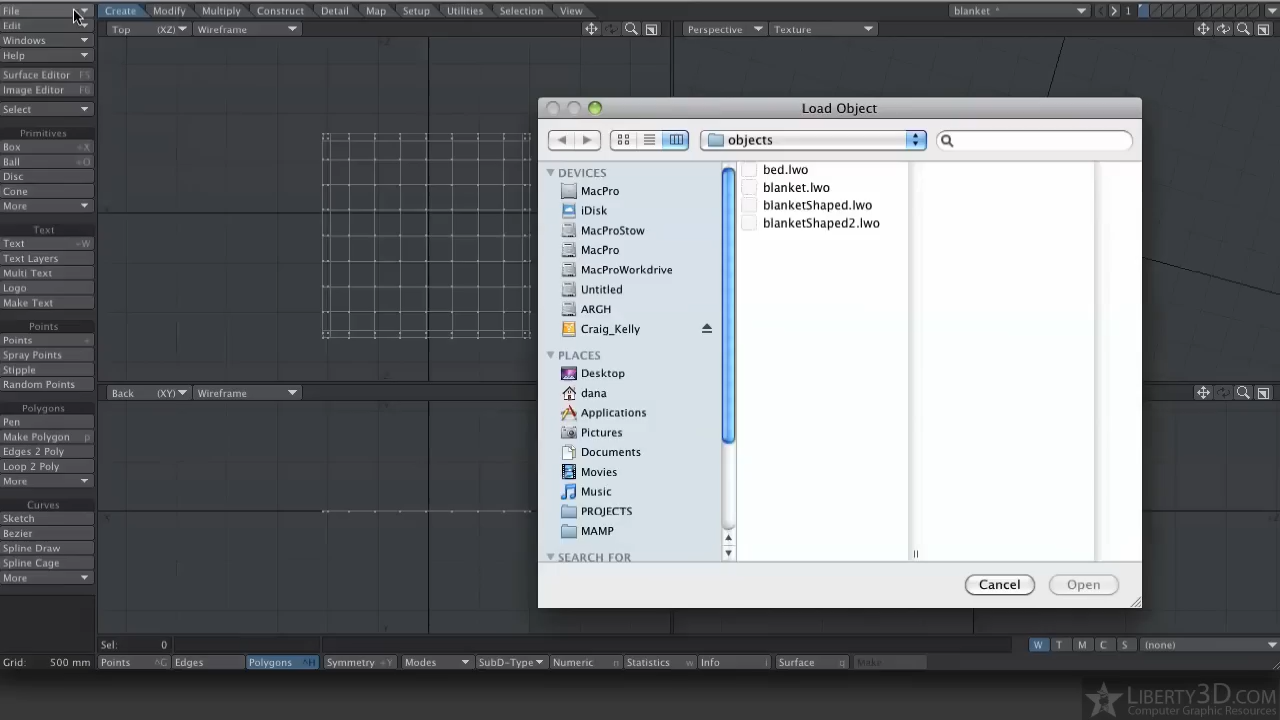 File Create Modify Multiply Construct Detail Map Setup Utilities Selection View blanket * 1
Edit Top (XZ) Wireframe Perspective Texture
Windows
Help
Surface Editor F5
Image Editor F6
Select
Primitives
Box +X
Ball +O
Disc
Cone
More
Text
Text +W
Text Layers
Multi Text
Logo
Make Text
Points
Points +
Spray Points
Stipple
Random Points
Polygons
Pen
Make Polygon p
Edges 2 Poly
Loop 2 Poly
More
Curves
Sketch
Bezier
Spline Draw
Spline Cage
More
Back (XY) Wireframe
Load Object
objects
DEVICES
MacPro
iDisk
MacProStow
MacPro
MacProWorkdrive
Untitled
ARGH
Craig_Kelly
PLACES
Desktop
dana
Applications
Pictures
Documents
Movies
Music
PROJECTS
MAMP
SEARCH FOR
bed.lwo
blanket.lwo
blanketShaped.lwo
blanketShaped2.lwo
Cancel Open
Sel: 0 W T M C S (none)
Grid: 500 mm Points ^G Edges Polygons ^H Symmetry +Y Modes SubD-Type Numeric n Statistics w Info i Surface q Make
LIBERTY3D.COM
Computer Graphic Resources